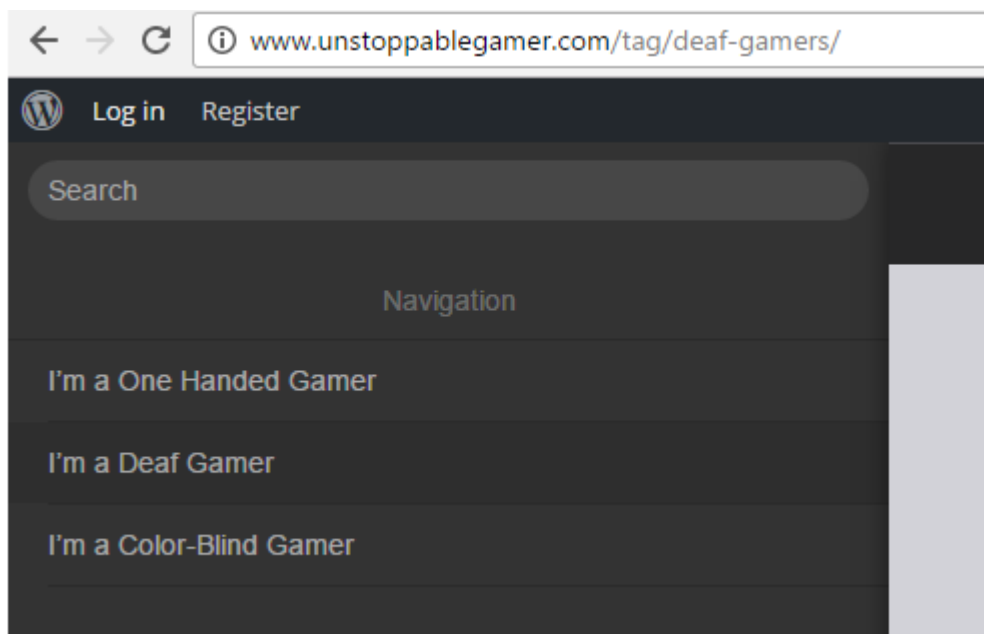 www.unstoppablegamer.com/tag/deaf-gamers/
Log in Register
Search
Navigation
I’m a One Handed Gamer
I’m a Deaf Gamer
I’m a Color-Blind Gamer